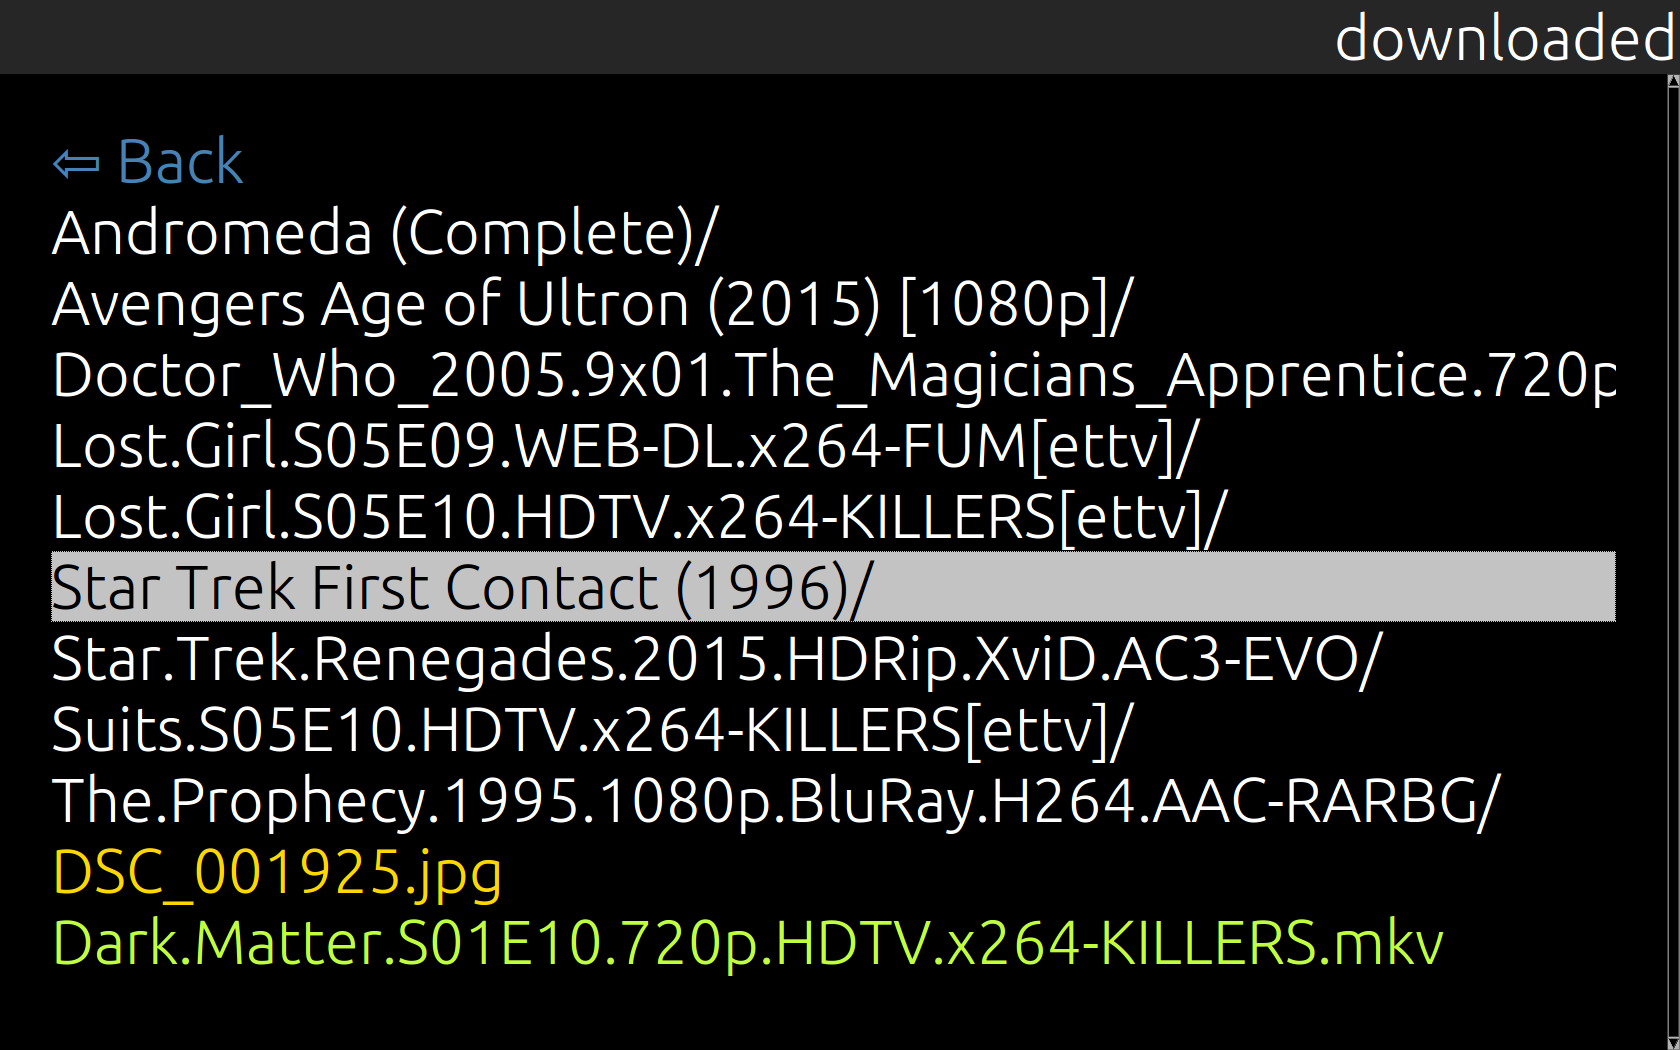 downloaded
⇦ Back
Andromeda (Complete)/
Avengers Age of Ultron (2015) [1080p]/
Doctor_Who_2005.9x01.The_Magicians_Apprentice.720p
Lost.Girl.S05E09.WEB-DL.x264-FUM[ettv]/
Lost.Girl.S05E10.HDTV.x264-KILLERS[ettv]/
Star Trek First Contact (1996)/
Star.Trek.Renegades.2015.HDRip.XviD.AC3-EVO/
Suits.S05E10.HDTV.x264-KILLERS[ettv]/
The.Prophecy.1995.1080p.BluRay.H264.AAC-RARBG/
DSC_001925.jpg
Dark.Matter.S01E10.720p.HDTV.x264-KILLERS.mkv